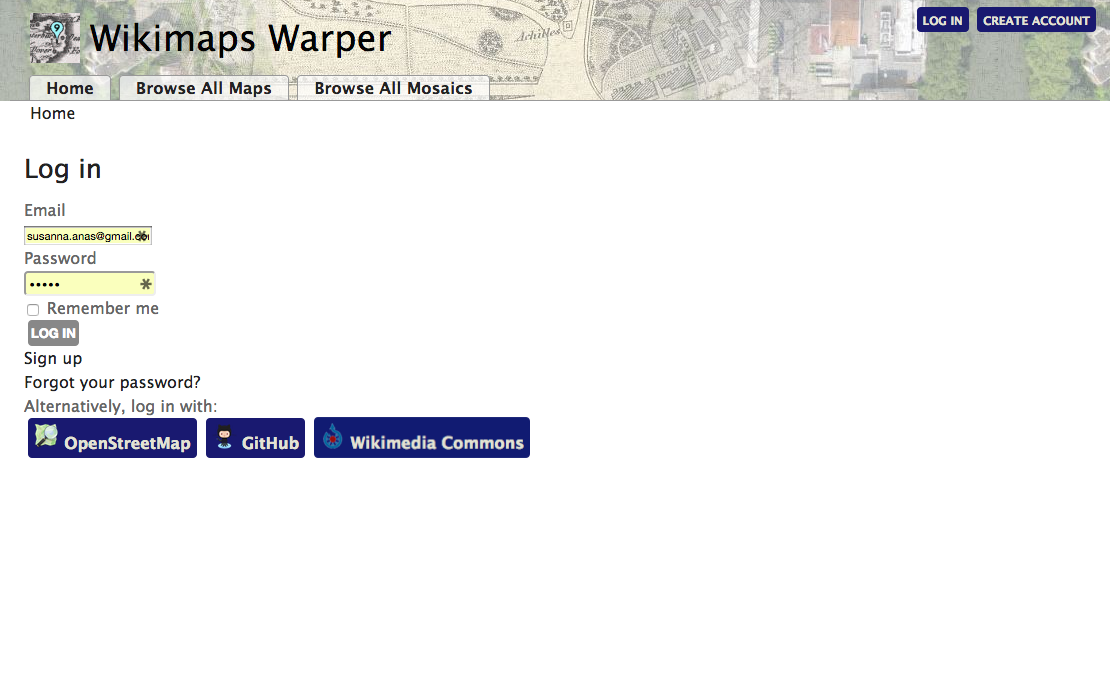 Wikimaps Warper
LOG IN CREATE ACCOUNT
Achilles
Home Browse All Maps Browse All Mosaics
Home
Log in
Email
susanna.anas@gmail.com
Password
•••••
Remember me
LOG IN
Sign up
Forgot your password?
Alternatively, log in with:
OpenStreetMap GitHub Wikimedia Commons